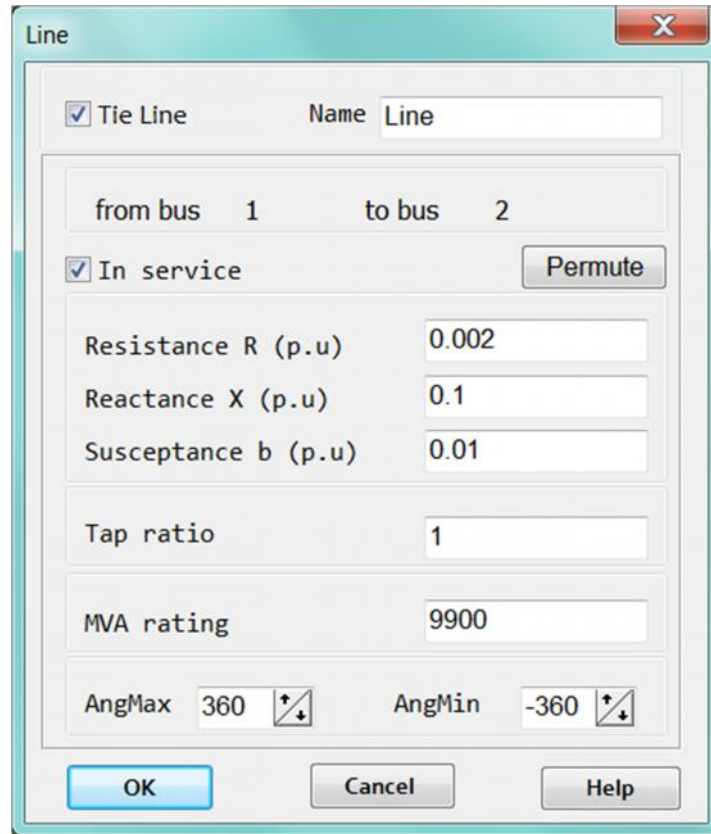 Line
Tie Line Name Line
from bus 1 to bus 2
In service Permute
Resistance R (p.u) 0.002
Reactance X (p.u) 0.1
Susceptance b (p.u) 0.01
Tap ratio 1
MVA rating 9900
AngMax 360 AngMin -360
OK Cancel Help